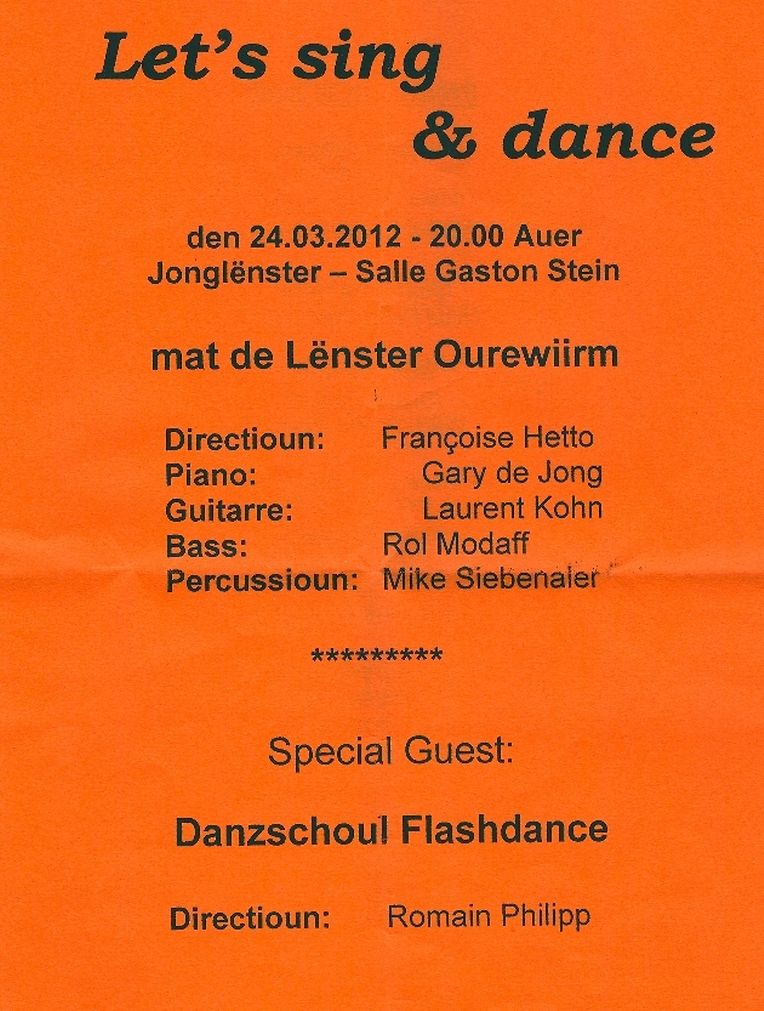 Let's sing
& dance
den 24.03.2012 - 20.00 Auer
Jonglënster – Salle Gaston Stein
mat de Lënster Ourewiirm
Directioun: Françoise Hetto
Piano: Gary de Jong
Guitarre: Laurent Kohn
Bass: Rol Modaff
Percussioun: Mike Siebenaler
*********
Special Guest:
Danzschoul Flashdance
Directioun: Romain Philipp